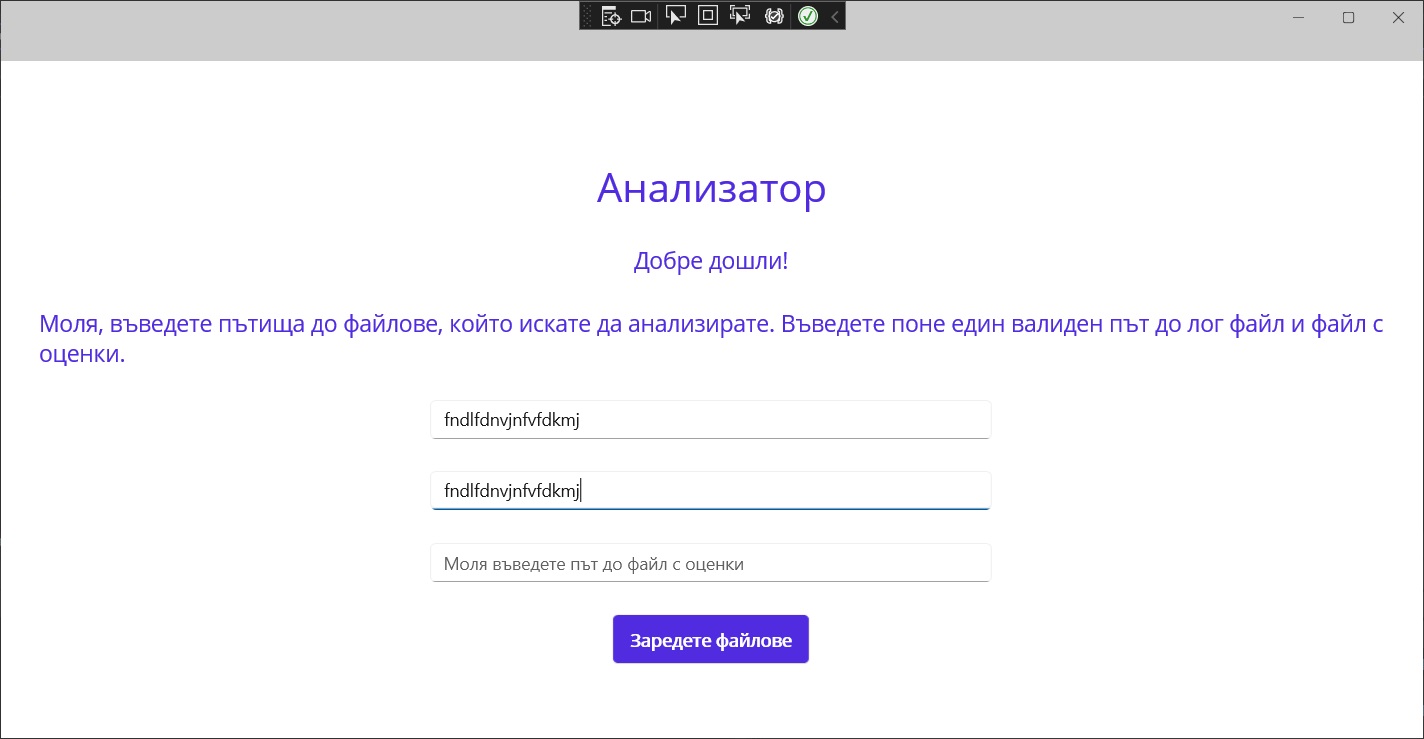 Анализатор
Добре дошли!
Моля, въведете пътища до файлове, който искате да анализирате. Въведете поне един валиден път до лог файл и файл с
оценки.
fndlfdnvjnfvfdkmj
fndlfdnvjnfvfdkmj
Моля въведете път до файл с оценки
Заредете файлове